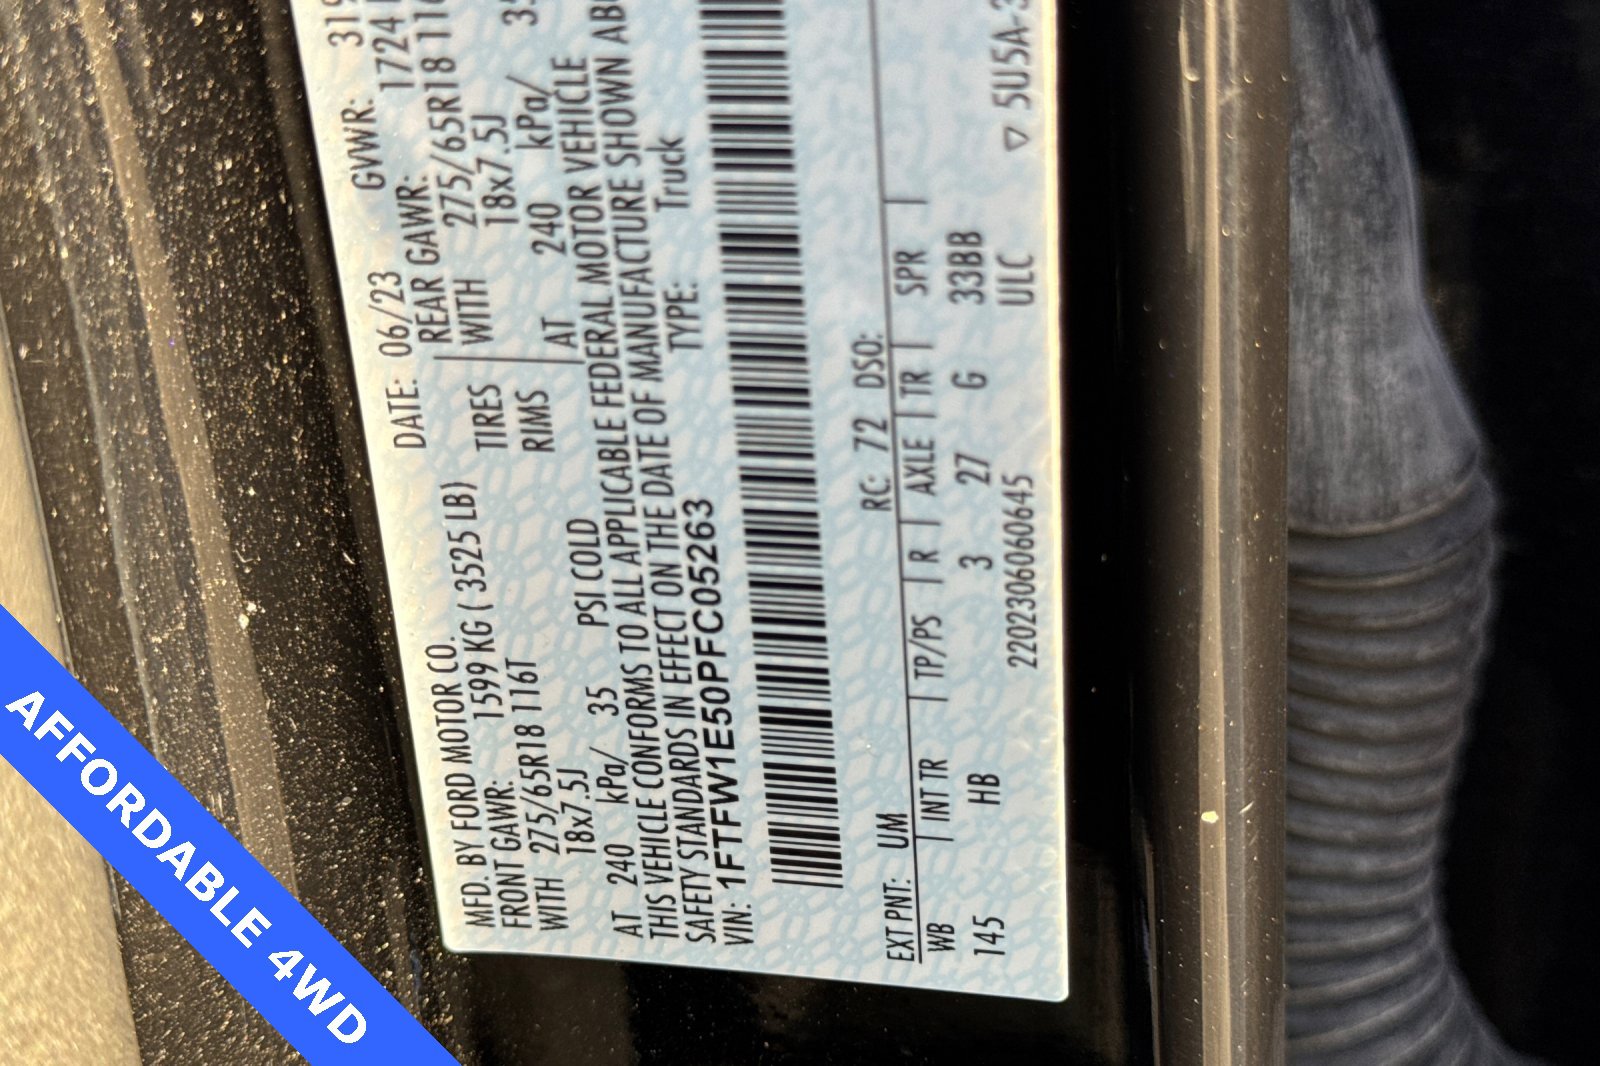 MFD. BY FORD MOTOR CO.
DATE: 06/23 GVWR:
FRONT GAWR: 1599 KG ( 3525 LB)
REAR GAWR: 1724
WITH 275/65R18 116T TIRES
WITH 275/65R18
18x7.5J RIMS
18x7.5J
AT 240 kPa/ 35 PSI COLD
AT 240 kPa/
THIS VEHICLE CONFORMS TO ALL APPLICABLE FEDERAL MOTOR VEHICLE
SAFETY STANDARDS IN EFFECT ON THE DATE OF MANUFACTURE SHOWN
VIN: 1FTFW1E50PFC05263 TYPE: Truck
EXT PNT: UM RC: 72 DSO:
WB INT TR TP/PS R AXLE TR SPR
145 HB 3 27 G 33BB
220230606060645 ULC ▽ 5U5A-
AFFORDABLE 4WD